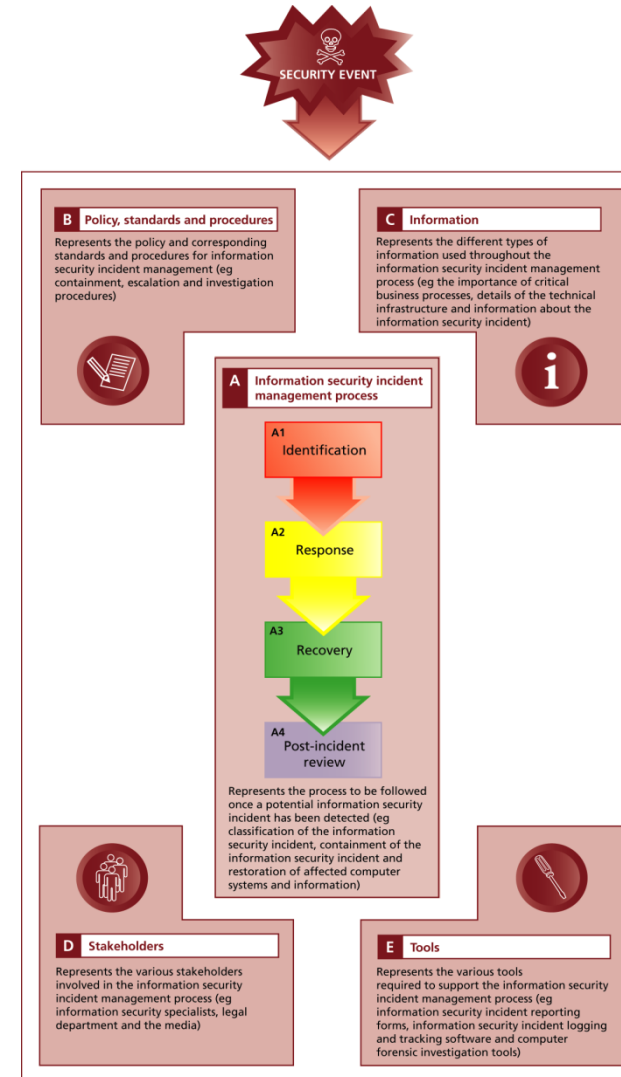 SECURITY EVENT
B Policy, standards and procedures
Represents the policy and corresponding
standards and procedures for information
security incident management (eg
containment, escalation and investigation
procedures)
C Information
Represents the different types of
information used throughout the
information security incident management
process (eg the importance of critical
business processes, details of the technical
infrastructure and information about the
information security incident)
i
A Information security incident
management process
A1
Identification
A2
Response
A3
Recovery
A4
Post-incident
review
Represents the process to be followed
once a potential information security
incident has been detected (eg
classification of the information
security incident, containment of the
information security incident and
restoration of affected computer
systems and information)
D Stakeholders
Represents the various stakeholders
involved in the information security
incident management process (eg
information security specialists, legal
department and the media)
E Tools
Represents the various tools
required to support the information security
incident management process (eg
information security incident reporting
forms, information security incident logging
and tracking software and computer
forensic investigation tools)